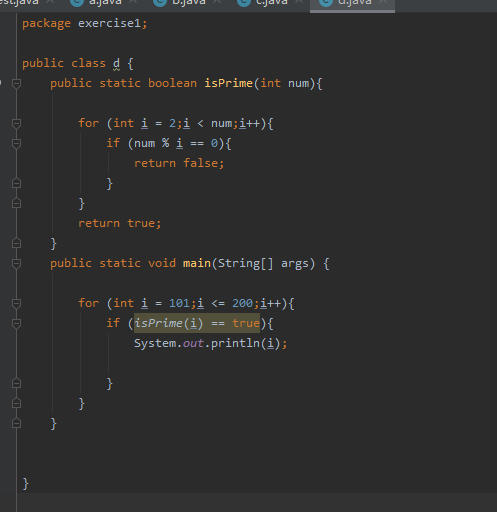 est.java a.java b.java c.java d.java
package exercise1;
public class d {
public static boolean isPrime(int num){
for (int i = 2;i < num;i++){
if (num % i == 0){
return false;
}
}
return true;
}
public static void main(String[] args) {
for (int i = 101;i <= 200;i++){
if (isPrime(i) == true){
System.out.println(i);
}
}
}
}